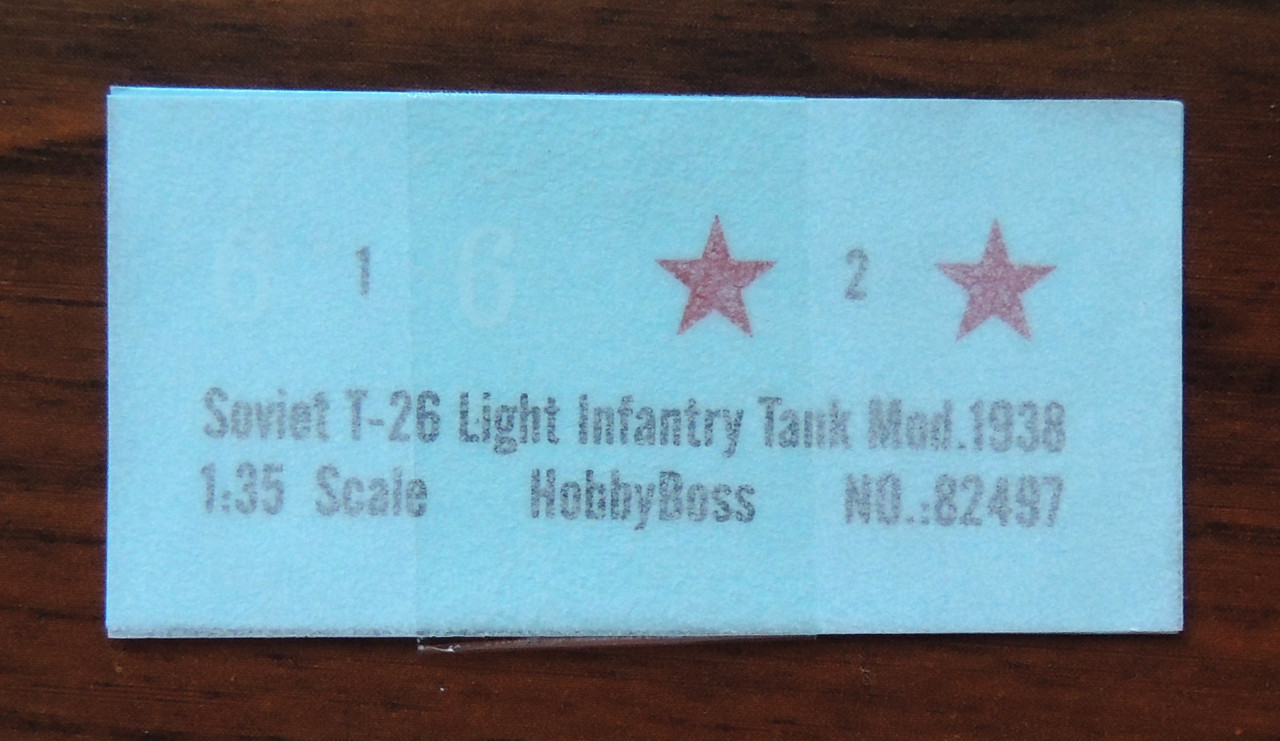 6 1 6 2
Soviet T-26 Light Infantry Tank Mod.1938
1:35 Scale HobbyBoss NO.:82497